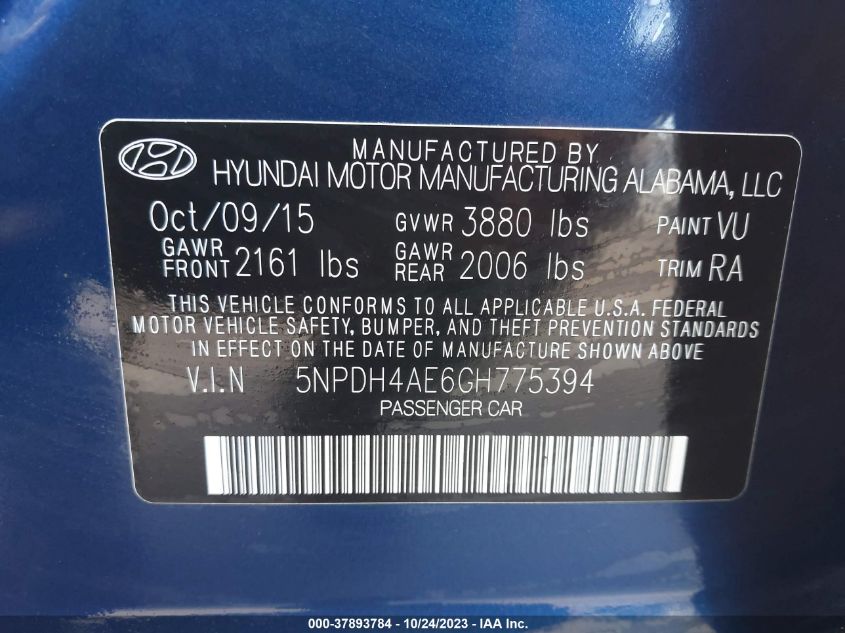 MANUFACTURED BY
HYUNDAI MOTOR MANUFACTURING ALABAMA, LLC
Oct/09/15 GVWR 3880 lbs PAINT VU
GAWR FRONT 2161 lbs GAWR REAR 2006 lbs TRIM RA
THIS VEHICLE CONFORMS TO ALL APPLICABLE U.S.A. FEDERAL
MOTOR VEHICLE SAFETY, BUMPER, AND THEFT PREVENTION STANDARDS
IN EFFECT ON THE DATE OF MANUFACTURE SHOWN ABOVE
V.I.N 5NPDH4AE6GH775394
PASSENGER CAR
000-37893784 - 10/24/2023 - IAA Inc.